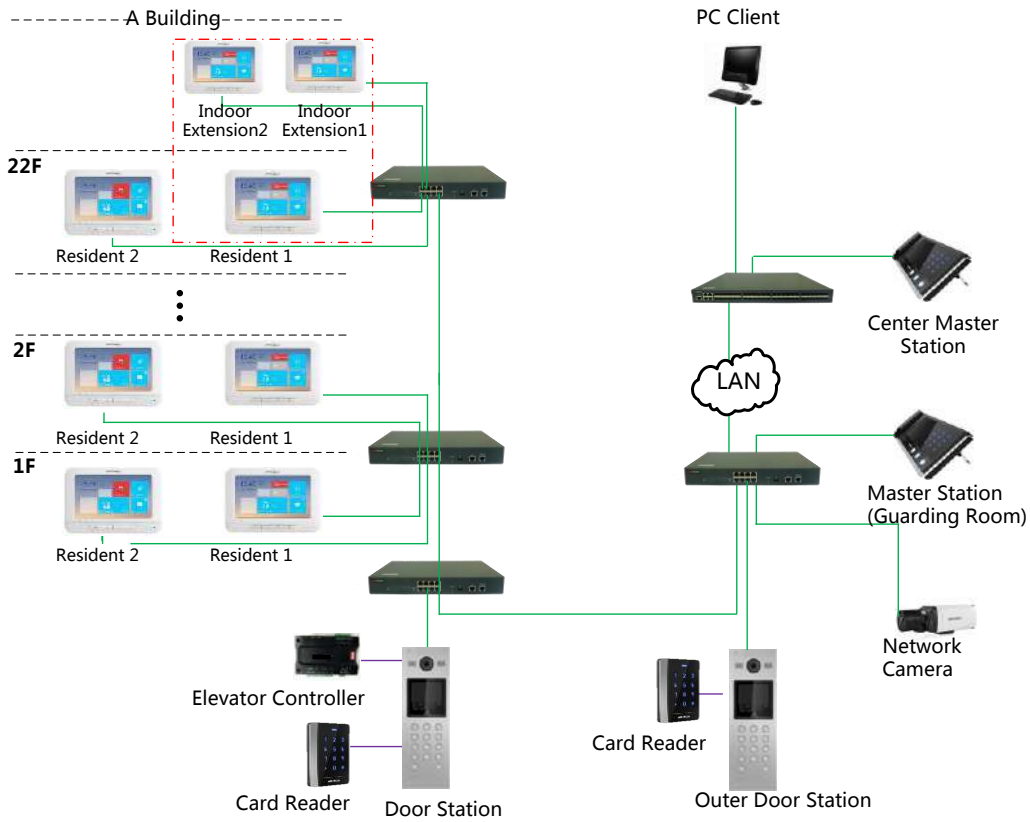 A Building
PC Client
Indoor
Extension2
Indoor
Extension1
22F
Resident 2
Resident 1
Center Master
Station
2F
LAN
Resident 2
Resident 1
1F
Master Station
(Guarding Room)
Resident 2
Resident 1
Network
Camera
Elevator Controller
Card Reader
Card Reader
Door Station
Outer Door Station